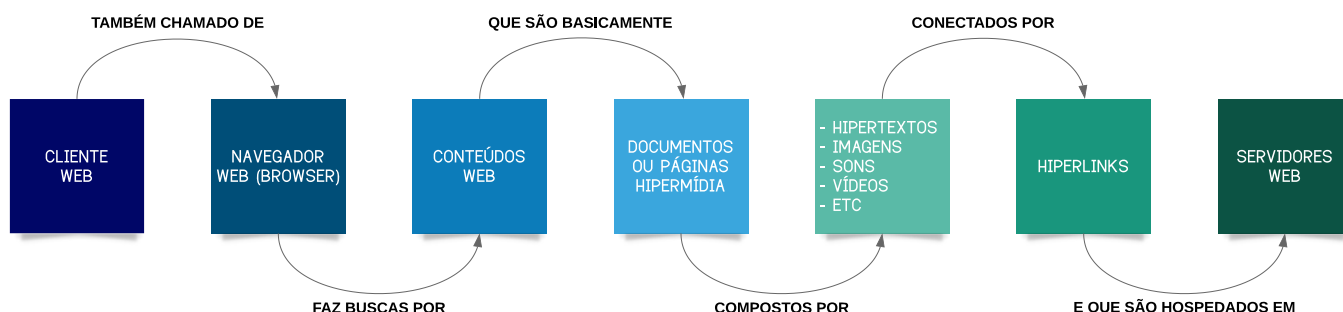 TAMBÉM CHAMADO DE
QUE SÃO BASICAMENTE
CONECTADOS POR
CLIENTE
WEB
NAVEGADOR
WEB (BROWSER)
CONTEÚDOS
WEB
DOCUMENTOS
OU PÁGINAS
HIPERMÍDIA
- HIPERTEXTOS
- IMAGENS
- SONS
- VÍDEOS
- ETC
HIPERLINKS
SERVIDORES
WEB
FAZ BUSCAS POR
COMPOSTOS POR
E QUE SÃO HOSPEDADOS EM